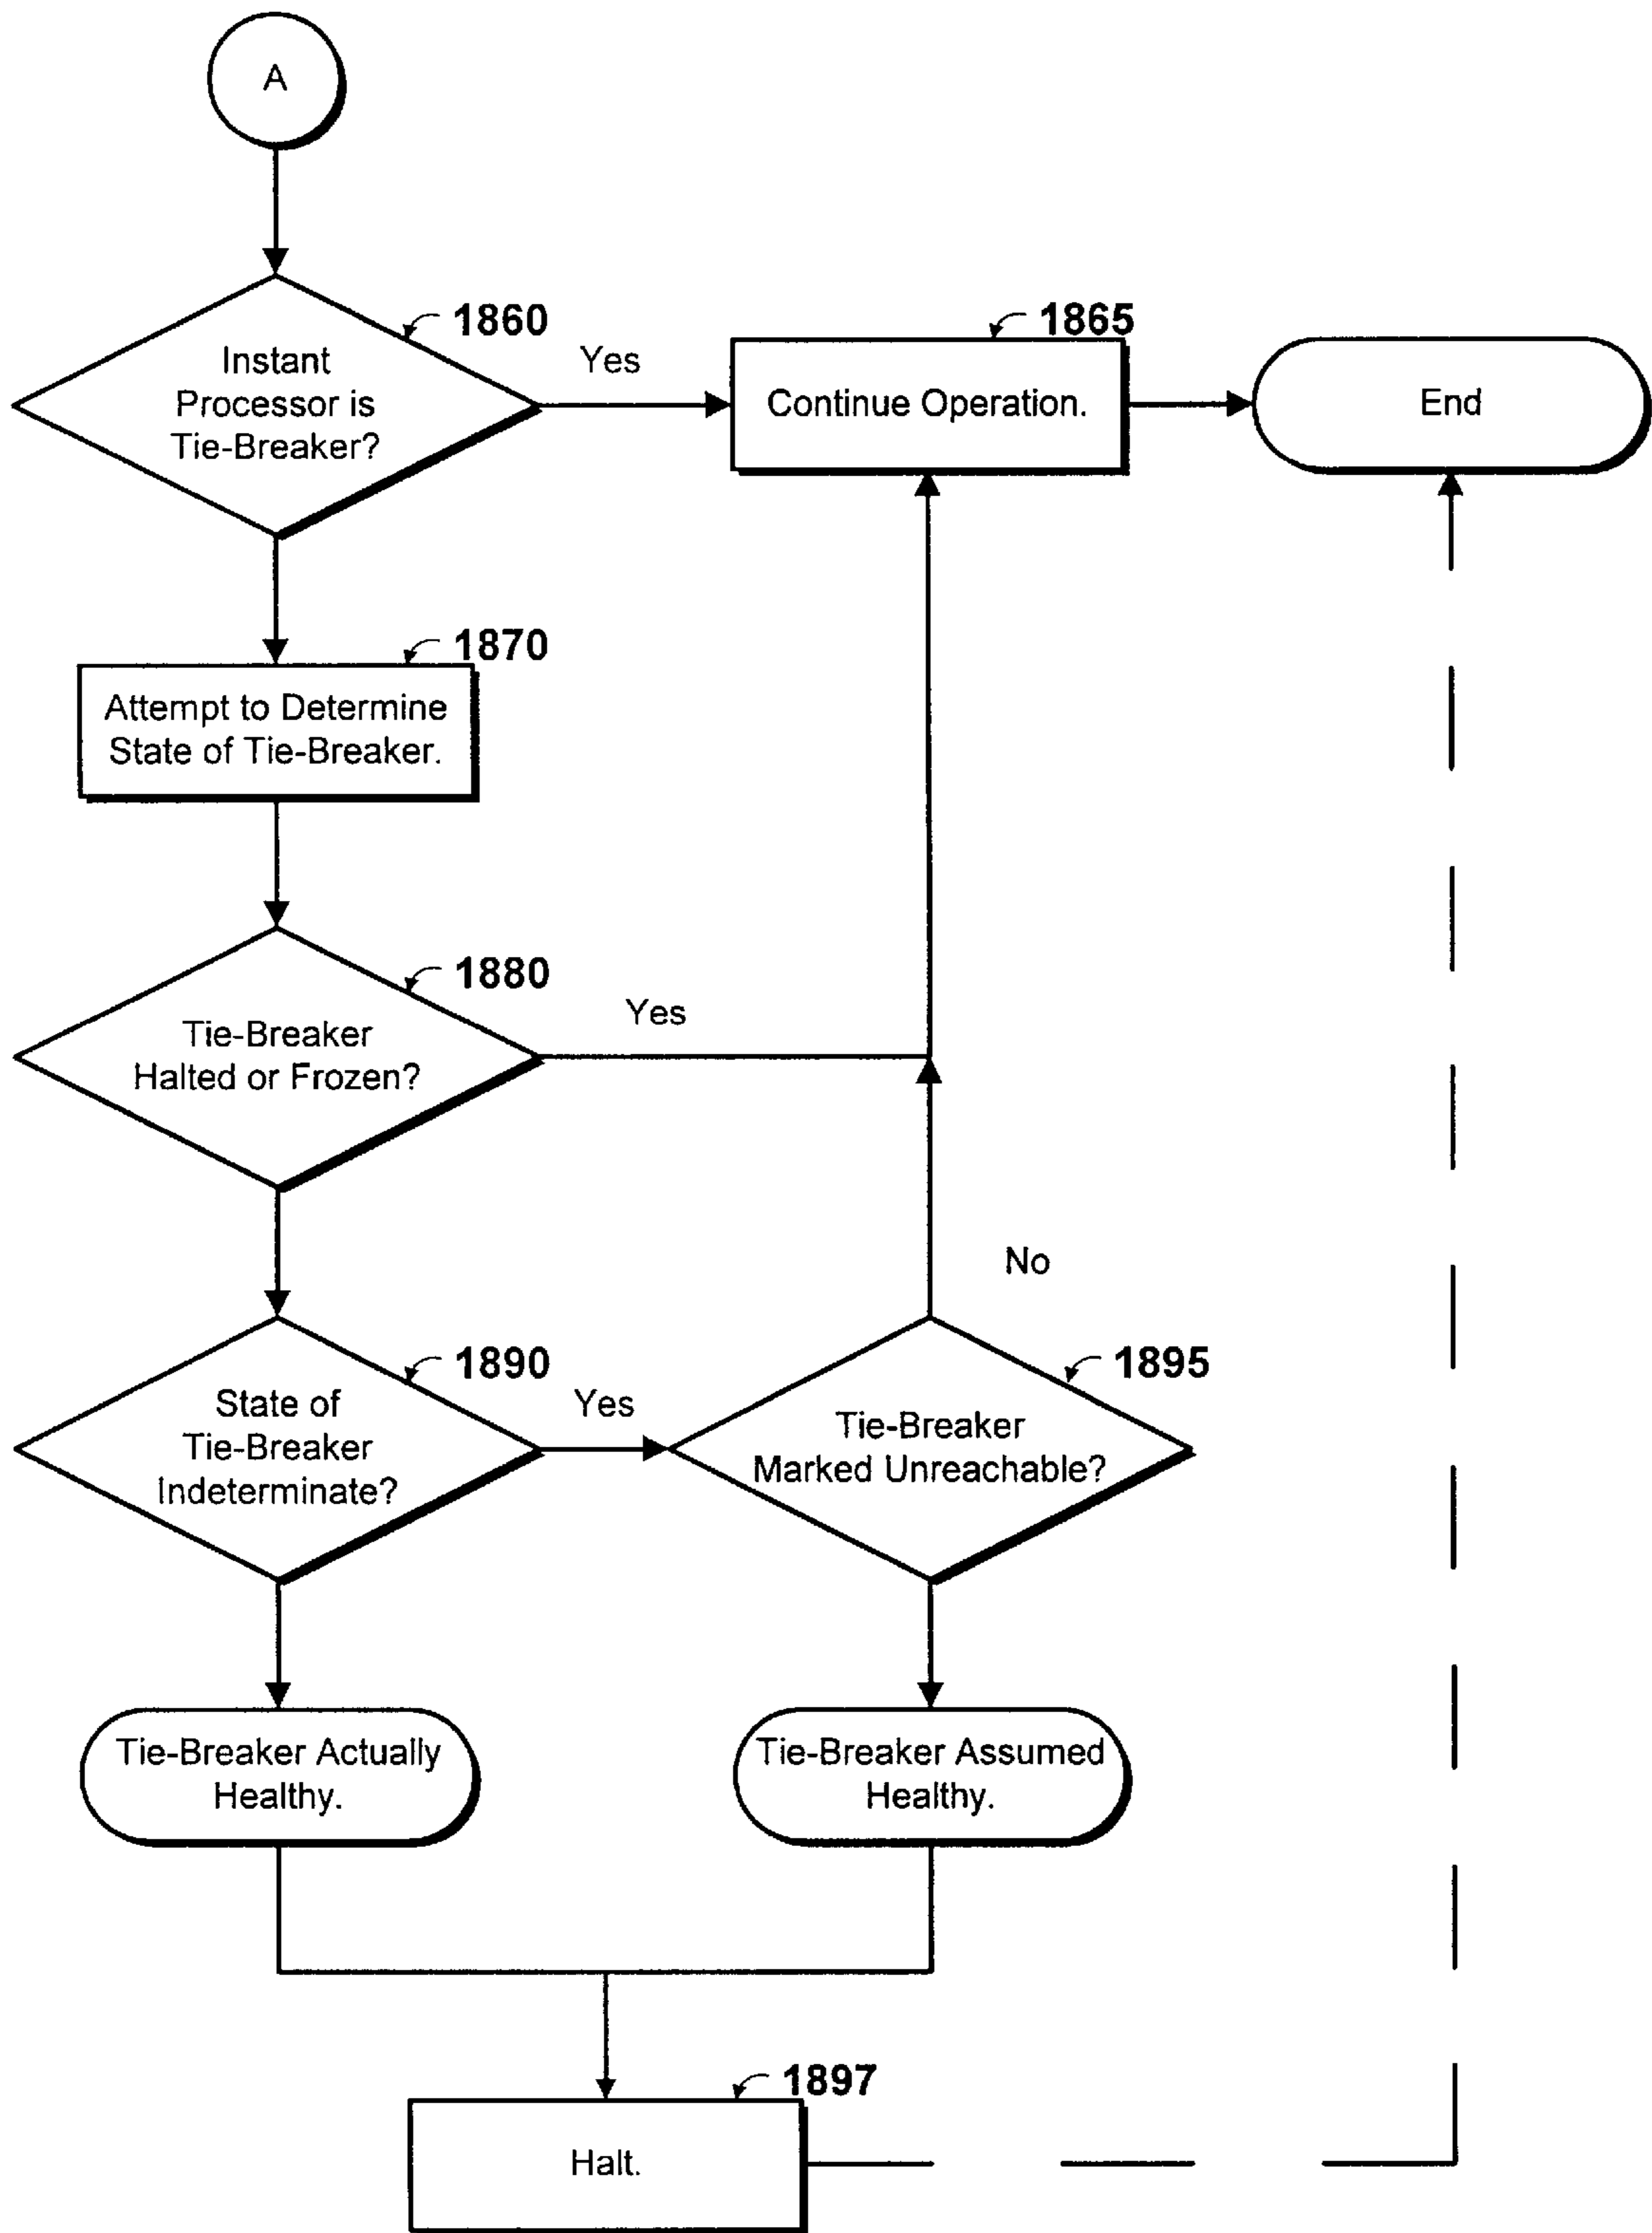 A
1860
Instant
Processor is
Tie-Breaker?
Yes
1865
Continue Operation.
End
1870
Attempt to Determine
State of Tie-Breaker.
1880
Tie-Breaker
Halted or Frozen?
Yes
No
1890
State of
Tie-Breaker
Indeterminate?
Yes
1895
Tie-Breaker
Marked Unreachable?
Tie-Breaker Actually
Healthy.
Tie-Breaker Assumed
Healthy.
1897
Halt.